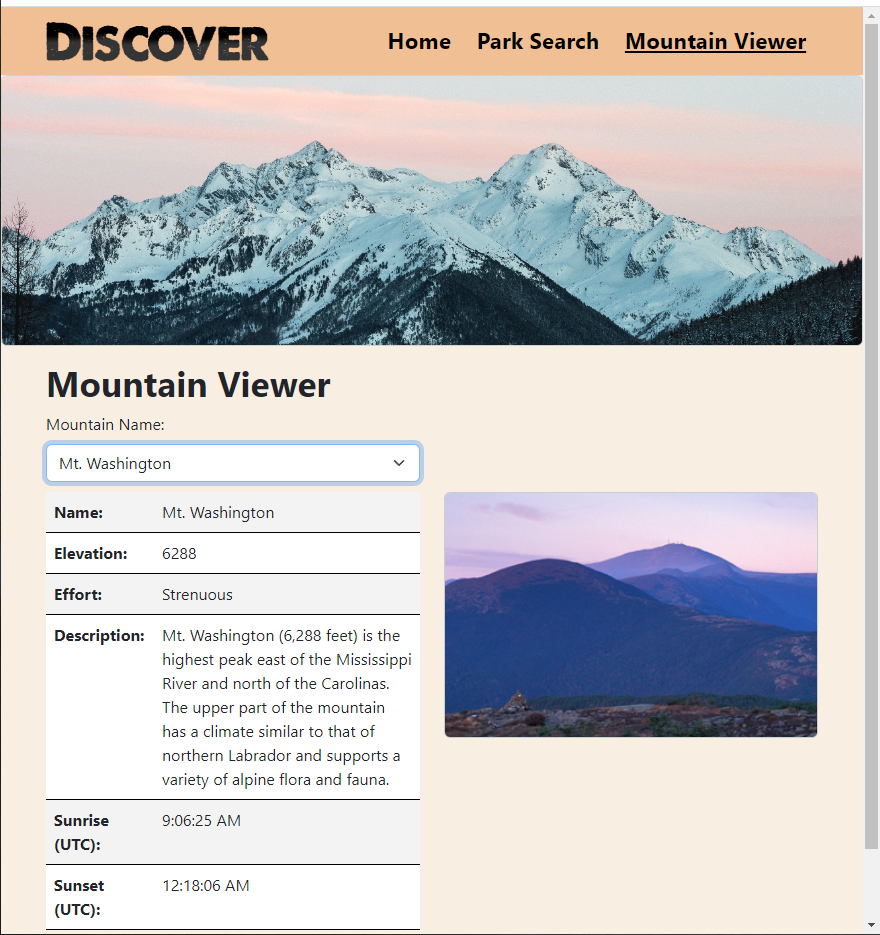 DISCOVER
Home Park Search Mountain Viewer
Mountain Viewer
Mountain Name:
Mt. Washington
Name: Mt. Washington
Elevation: 6288
Effort: Strenuous
Description: Mt. Washington (6,288 feet) is the
highest peak east of the Mississippi
River and north of the Carolinas.
The upper part of the mountain
has a climate similar to that of
northern Labrador and supports a
variety of alpine flora and fauna.
Sunrise 9:06:25 AM
(UTC):
Sunset 12:18:06 AM
(UTC):